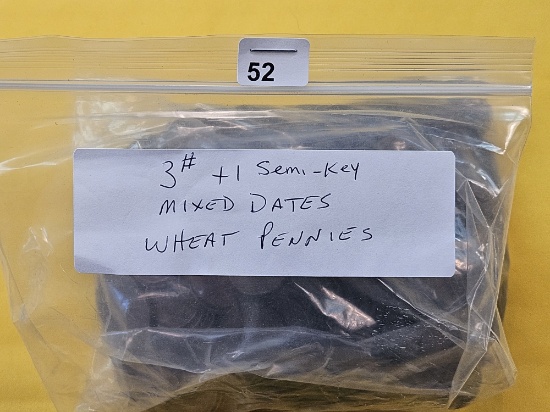 52
3# +1 Semi-Key
MIXED DATES
WHEAT PENNIES